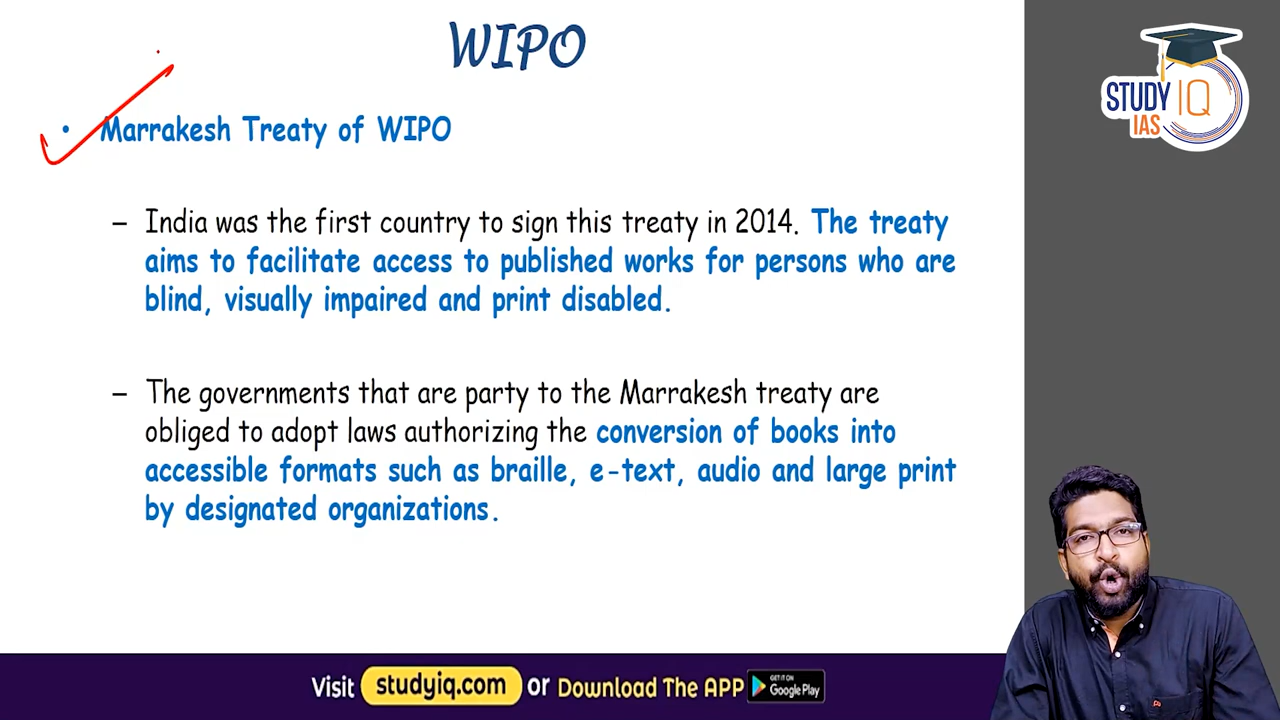 WIPO
STUDY IQ
IAS
• Marrakesh Treaty of WIPO
– India was the first country to sign this treaty in 2014. The treaty
aims to facilitate access to published works for persons who are
blind, visually impaired and print disabled.
– The governments that are party to the Marrakesh treaty are
obliged to adopt laws authorizing the conversion of books into
accessible formats such as braille, e-text, audio and large print
by designated organizations.
Visit studyiq.com or Download The APP GET IT ON Google Play